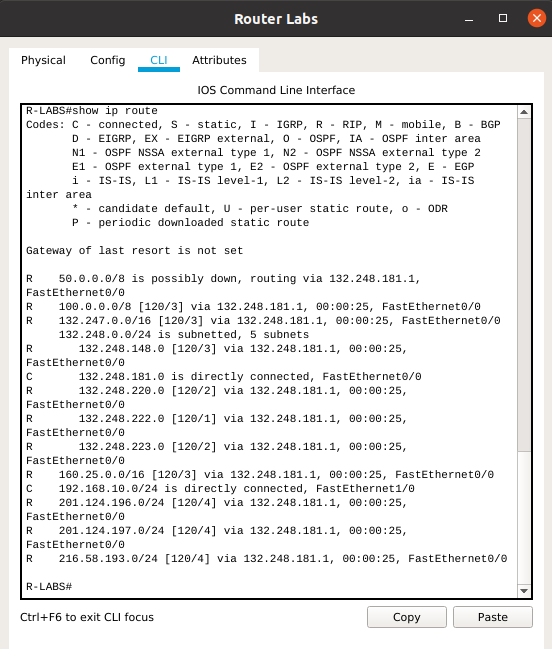 Router Labs
Physical Config CLI Attributes
IOS Command Line Interface
R-LABS#show ip route
Codes: C - connected, S - static, I - IGRP, R - RIP, M - mobile, B - BGP
D - EIGRP, EX - EIGRP external, O - OSPF, IA - OSPF inter area
N1 - OSPF NSSA external type 1, N2 - OSPF NSSA external type 2
E1 - OSPF external type 1, E2 - OSPF external type 2, E - EGP
i - IS-IS, L1 - IS-IS level-1, L2 - IS-IS level-2, ia - IS-IS
inter area
* - candidate default, U - per-user static route, o - ODR
P - periodic downloaded static route
Gateway of last resort is not set
R 50.0.0.0/8 is possibly down, routing via 132.248.181.1,
FastEthernet0/0
R 100.0.0.0/8 [120/3] via 132.248.181.1, 00:00:25, FastEthernet0/0
R 132.247.0.0/16 [120/3] via 132.248.181.1, 00:00:25, FastEthernet0/0
132.248.0.0/24 is subnetted, 5 subnets
R 132.248.148.0 [120/3] via 132.248.181.1, 00:00:25,
FastEthernet0/0
C 132.248.181.0 is directly connected, FastEthernet0/0
R 132.248.220.0 [120/2] via 132.248.181.1, 00:00:25,
FastEthernet0/0
R 132.248.222.0 [120/1] via 132.248.181.1, 00:00:25,
FastEthernet0/0
R 132.248.223.0 [120/2] via 132.248.181.1, 00:00:25,
FastEthernet0/0
R 160.25.0.0/16 [120/3] via 132.248.181.1, 00:00:25, FastEthernet0/0
C 192.168.10.0/24 is directly connected, FastEthernet1/0
R 201.124.196.0/24 [120/4] via 132.248.181.1, 00:00:25,
FastEthernet0/0
R 201.124.197.0/24 [120/4] via 132.248.181.1, 00:00:25,
FastEthernet0/0
R 216.58.193.0/24 [120/4] via 132.248.181.1, 00:00:25, FastEthernet0/0
R-LABS#
Ctrl+F6 to exit CLI focus Copy Paste